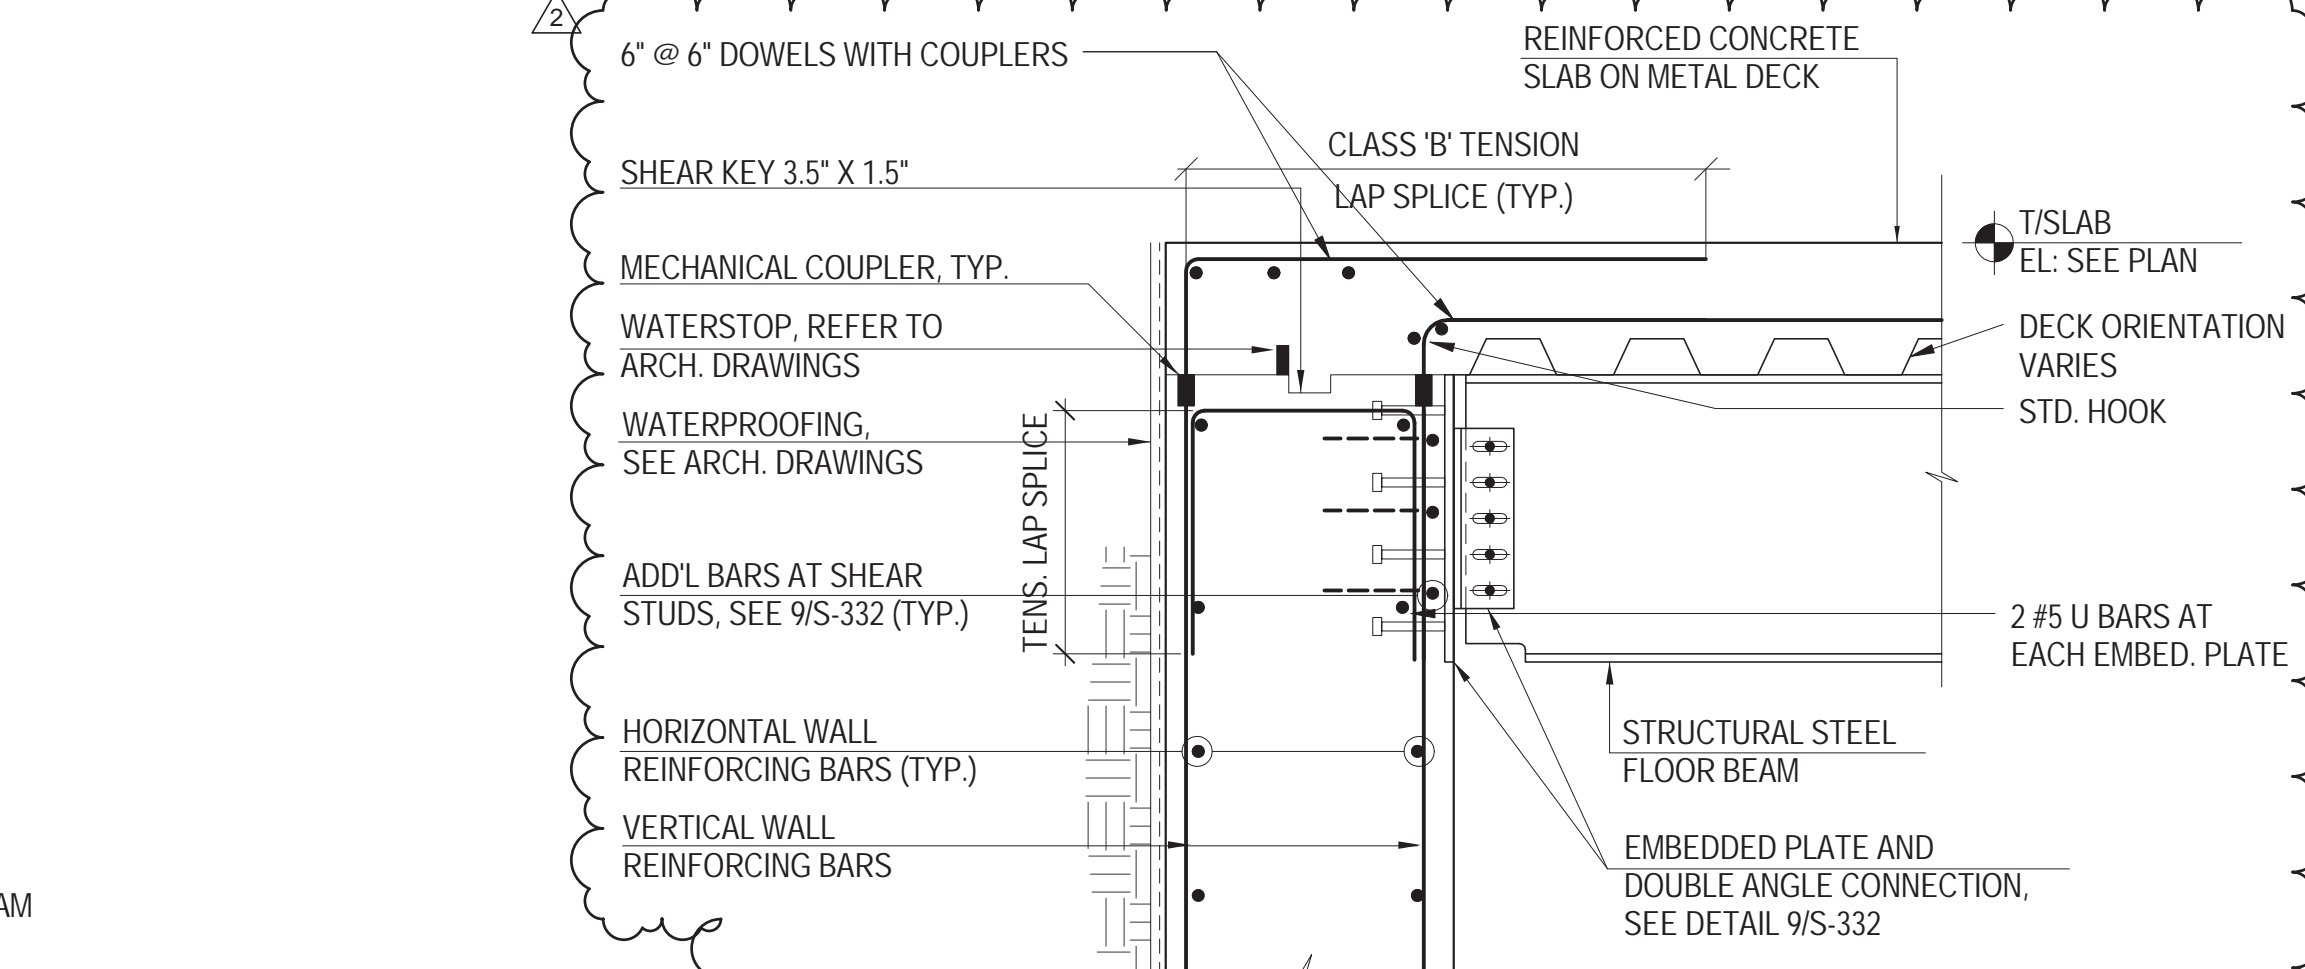 2
6" @ 6" DOWELS WITH COUPLERS
REINFORCED CONCRETE
SLAB ON METAL DECK
CLASS 'B' TENSION
LAP SPLICE (TYP.)
SHEAR KEY 3.5" X 1.5"
T/SLAB
EL: SEE PLAN
MECHANICAL COUPLER, TYP.
WATERSTOP, REFER TO
ARCH. DRAWINGS
DECK ORIENTATION
VARIES
STD. HOOK
WATERPROOFING,
SEE ARCH. DRAWINGS
TENS. LAP SPLICE
ADD'L BARS AT SHEAR
STUDS, SEE 9/S-332 (TYP.)
2 #5 U BARS AT
EACH EMBED. PLATE
HORIZONTAL WALL
REINFORCING BARS (TYP.)
STRUCTURAL STEEL
FLOOR BEAM
VERTICAL WALL
REINFORCING BARS
EMBEDDED PLATE AND
DOUBLE ANGLE CONNECTION,
SEE DETAIL 9/S-332
AM